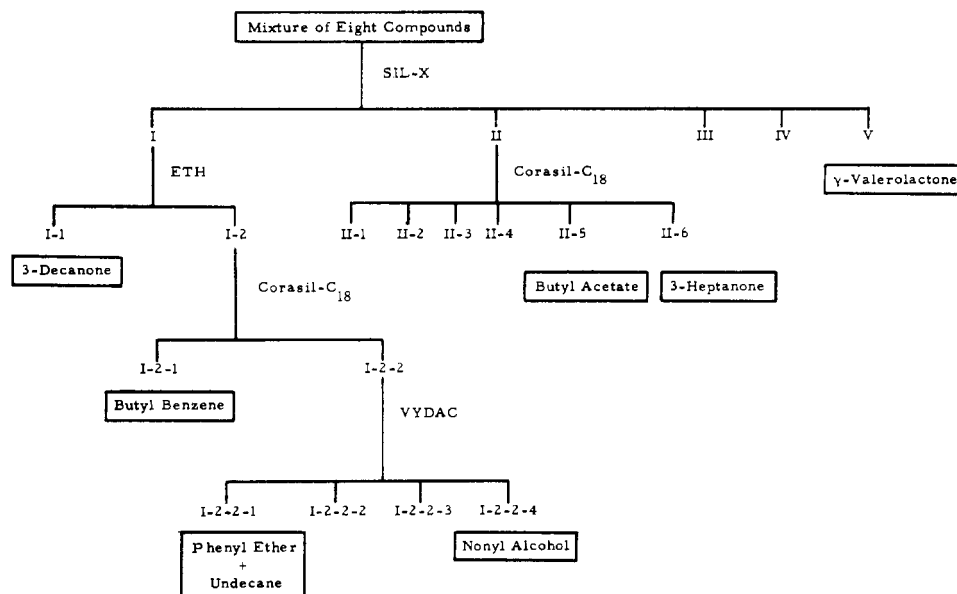 Mixture of Eight Compounds
SIL-X
I II III IV V
ETH Corasil-C18 γ-Valerolactone
I-1 I-2 II-1 II-2 II-3 II-4 II-5 II-6
3-Decanone Corasil-C18 Butyl Acetate 3-Heptanone
I-2-1 I-2-2
Butyl Benzene VYDAC
I-2-2-1 I-2-2-2 I-2-2-3 I-2-2-4
Phenyl Ether Nonyl Alcohol
+
Undecane